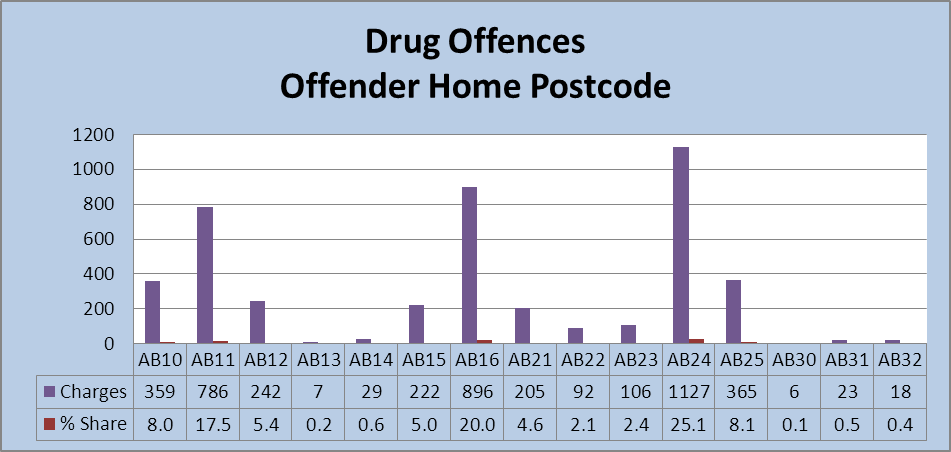 Drug Offences
Offender Home Postcode
1200
1000
800
600
400
200
0
AB10 AB11 AB12 AB13 AB14 AB15 AB16 AB21 AB22 AB23 AB24 AB25 AB30 AB31 AB32
Charges 359 786 242 7 29 222 896 205 92 106 1127 365 6 23 18
% Share 8.0 17.5 5.4 0.2 0.6 5.0 20.0 4.6 2.1 2.4 25.1 8.1 0.1 0.5 0.4